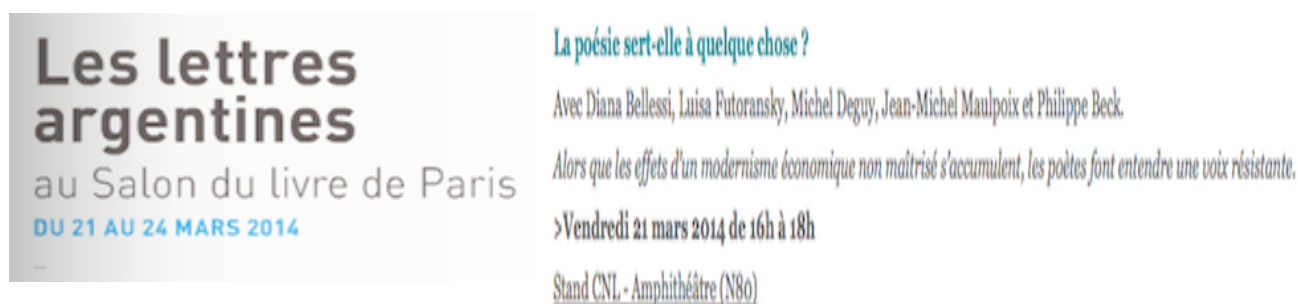 Les lettres
argentines
au Salon du livre de Paris
DU 21 AU 24 MARS 2014
La poésie sert-elle à quelque chose ?
Avec Diana Bellessi, Luisa Futoransky, Michel Deguy, Jean-Michel Maulpoix et Philippe Beck.
Alors que les effets d'un modernisme économique non maîtrisé s'accumulent, les poètes font entendre une voix résistante.
>Vendredi 21 mars 2014 de 16h à 18h
Stand CNL - Amphithéâtre (N80)